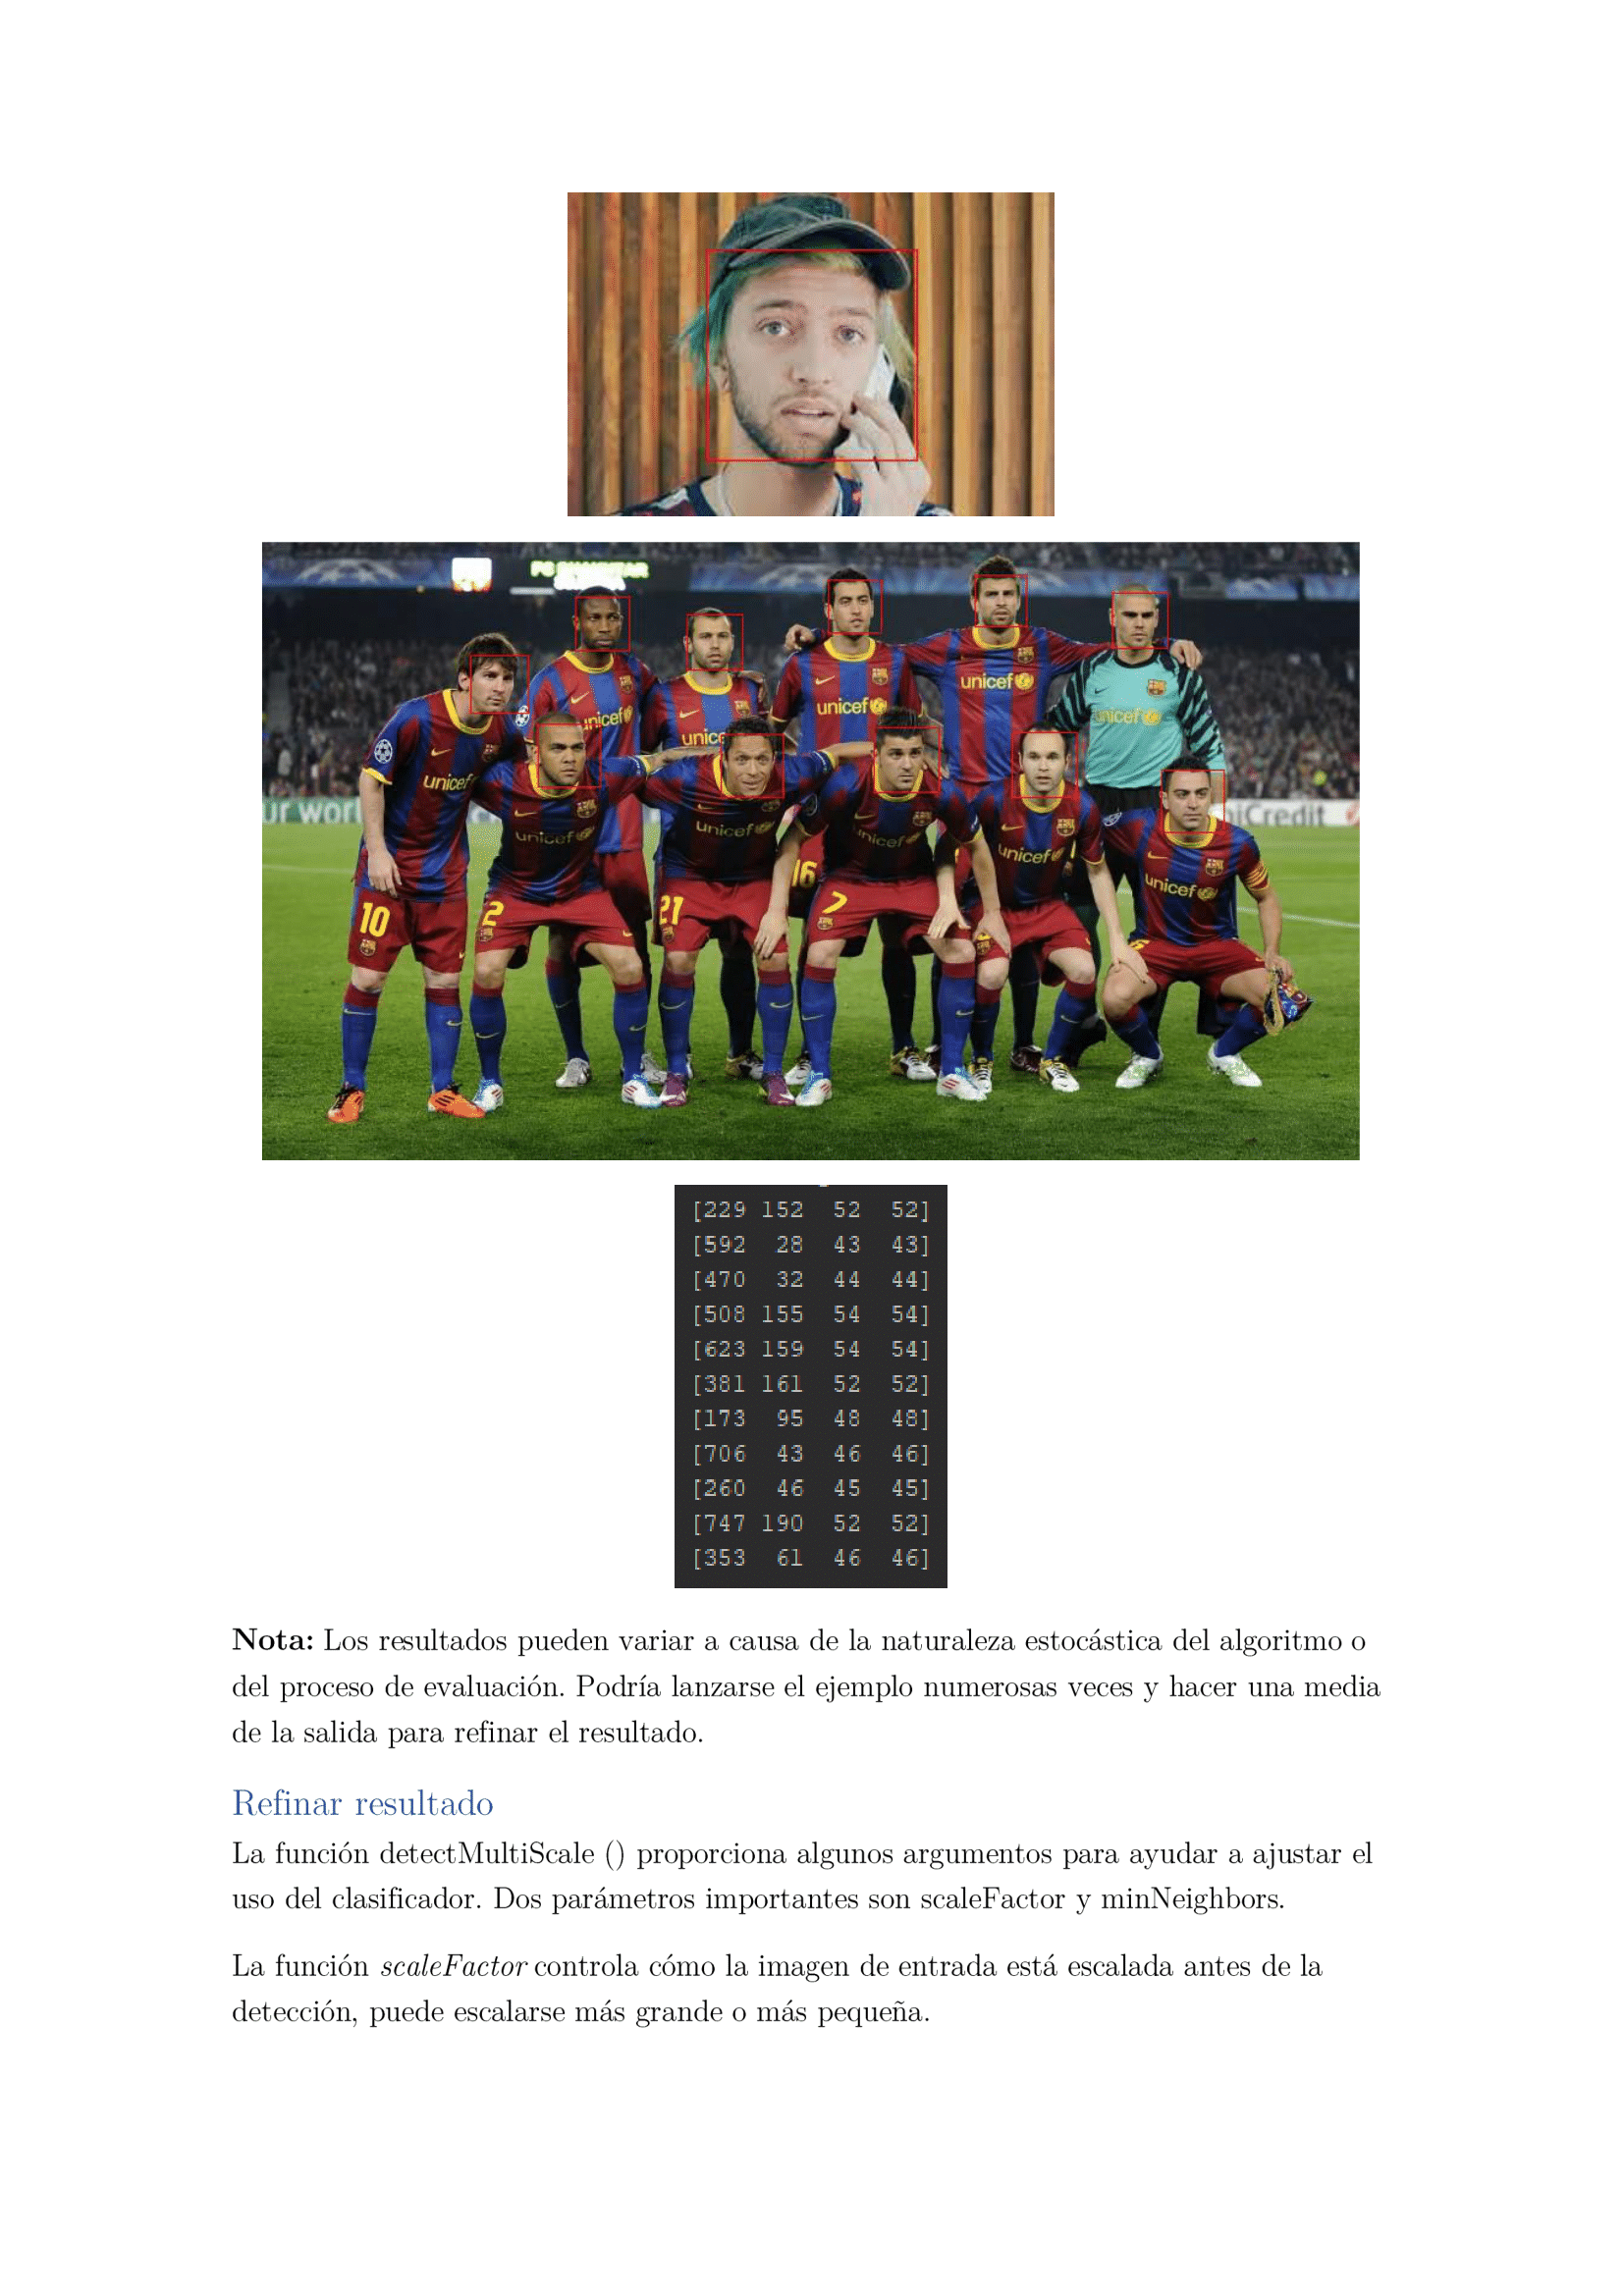 FC SHAKHTAR
unicef
unicef
unicef
unicef
unicef
unicef
unicef
unicef
unicef
unicef
unicef
ur worl
niCredit
16
10
2
21
7
6
[229 152  52  52]
[592  28  43  43]
[470  32  44  44]
[508 155  54  54]
[623 159  54  54]
[381 161  52  52]
[173  95  48  48]
[706  43  46  46]
[260  46  45  45]
[747 190  52  52]
[353  61  46  46]
Nota: Los resultados pueden variar a causa de la naturaleza estocástica del algoritmo o
del proceso de evaluación. Podría lanzarse el ejemplo numerosas veces y hacer una media
de la salida para refinar el resultado.
Refinar resultado
La función detectMultiScale () proporciona algunos argumentos para ayudar a ajustar el
uso del clasificador. Dos parámetros importantes son scaleFactor y minNeighbors.
La función scaleFactor controla cómo la imagen de entrada está escalada antes de la
detección, puede escalarse más grande o más pequeña.